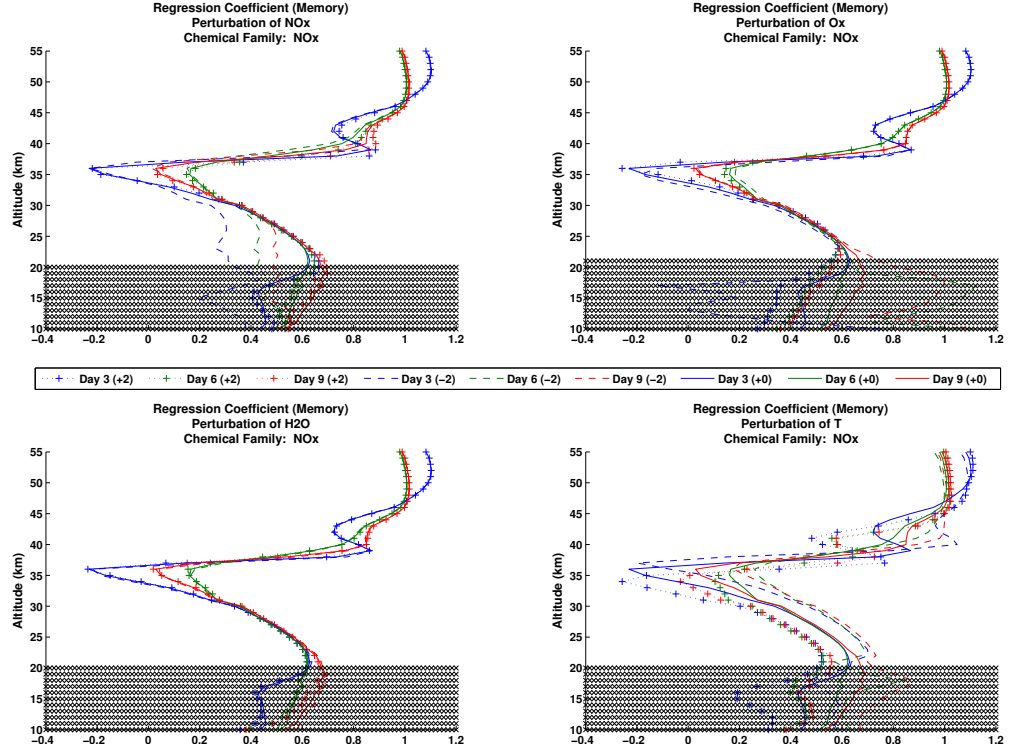 Regression Coefficient (Memory)
Perturbation of NOx
Chemical Family: NOx
Altitude (km)
55
50
45
40
35
30
25
20
15
10
−0.4 −0.2 0 0.2 0.4 0.6 0.8 1 1.2
Regression Coefficient (Memory)
Perturbation of Ox
Chemical Family: NOx
Altitude (km)
55
50
45
40
35
30
25
20
15
10
−0.4 −0.2 0 0.2 0.4 0.6 0.8 1 1.2
Day 3 (+2) Day 6 (+2) Day 9 (+2) Day 3 (−2) Day 6 (−2) Day 9 (−2) Day 3 (+0) Day 6 (+0) Day 9 (+0)
Regression Coefficient (Memory)
Perturbation of H2O
Chemical Family: NOx
Altitude (km)
55
50
45
40
35
30
25
20
15
10
−0.4 −0.2 0 0.2 0.4 0.6 0.8 1 1.2
Regression Coefficient (Memory)
Perturbation of T
Chemical Family: NOx
Altitude (km)
55
50
45
40
35
30
25
20
15
10
−0.4 −0.2 0 0.2 0.4 0.6 0.8 1 1.2